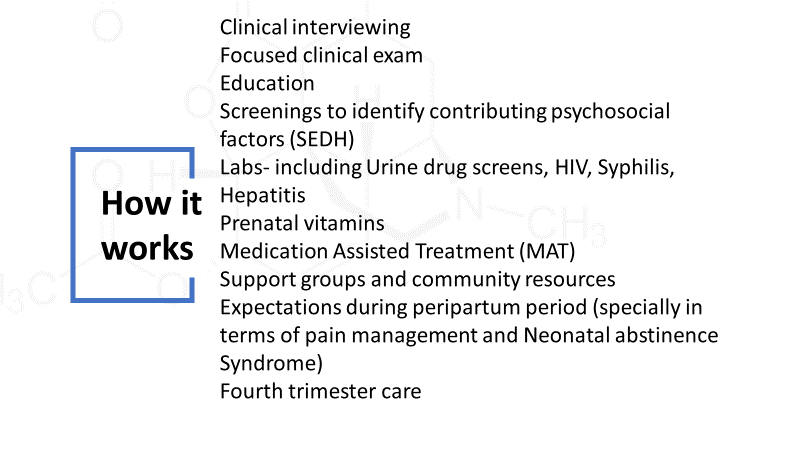 How it
works
Clinical interviewing
Focused clinical exam
Education
Screenings to identify contributing psychosocial
factors (SEDH)
Labs- including Urine drug screens, HIV, Syphilis,
Hepatitis
Prenatal vitamins
Medication Assisted Treatment (MAT)
Support groups and community resources
Expectations during peripartum period (specially in
terms of pain management and Neonatal abstinence
Syndrome)
Fourth trimester care
O
O
H
O
H
N
CH3
H3C
O